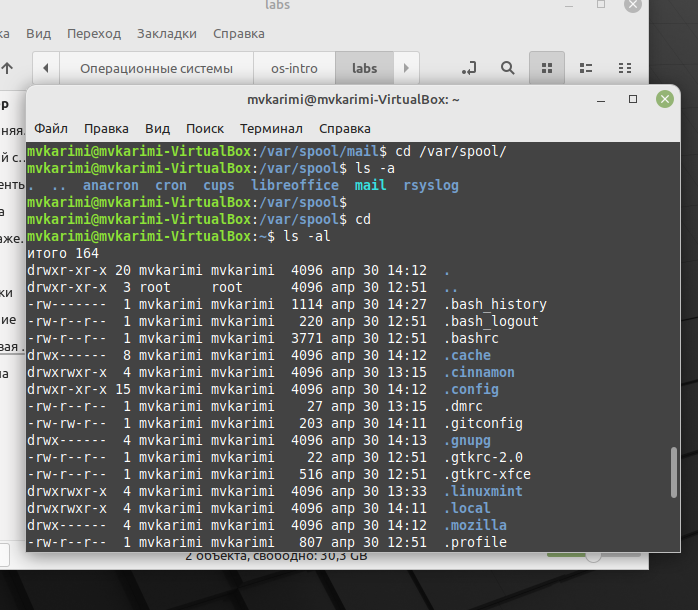 labs
ка Вид Переход Закладки Справка
Операционные системы os-intro labs
mvkarimi@mvkarimi-VirtualBox: ~
Файл Правка Вид Поиск Терминал Справка
mvkarimi@mvkarimi-VirtualBox:/var/spool/mail$ cd /var/spool/
mvkarimi@mvkarimi-VirtualBox:/var/spool$ ls -a
. .. anacron cron cups libreoffice mail rsyslog
mvkarimi@mvkarimi-VirtualBox:/var/spool$
mvkarimi@mvkarimi-VirtualBox:/var/spool$ cd
mvkarimi@mvkarimi-VirtualBox:~$ ls -al
итого 164
drwxr-xr-x 20 mvkarimi mvkarimi 4096 апр 30 14:12 .
drwxr-xr-x 3 root root 4096 апр 30 12:51 ..
-rw------- 1 mvkarimi mvkarimi 1114 апр 30 14:27 .bash_history
-rw-r--r-- 1 mvkarimi mvkarimi 220 апр 30 12:51 .bash_logout
-rw-r--r-- 1 mvkarimi mvkarimi 3771 апр 30 12:51 .bashrc
drwx------ 8 mvkarimi mvkarimi 4096 апр 30 14:12 .cache
drwxrwxr-x 4 mvkarimi mvkarimi 4096 апр 30 13:15 .cinnamon
drwxr-xr-x 15 mvkarimi mvkarimi 4096 апр 30 14:12 .config
-rw-r--r-- 1 mvkarimi mvkarimi 27 апр 30 13:15 .dmrc
-rw-rw-r-- 1 mvkarimi mvkarimi 203 апр 30 14:11 .gitconfig
drwx------ 4 mvkarimi mvkarimi 4096 апр 30 14:13 .gnupg
-rw-r--r-- 1 mvkarimi mvkarimi 22 апр 30 12:51 .gtkrc-2.0
-rw-r--r-- 1 mvkarimi mvkarimi 516 апр 30 12:51 .gtkrc-xfce
drwxrwxr-x 4 mvkarimi mvkarimi 4096 апр 30 13:33 .linuxmint
drwxrwxr-x 4 mvkarimi mvkarimi 4096 апр 30 14:11 .local
drwx------ 4 mvkarimi mvkarimi 4096 апр 30 14:12 .mozilla
-rw-r--r-- 1 mvkarimi mvkarimi 807 апр 30 12:51 .profile
2 объекта, свободно: 30,3 GB